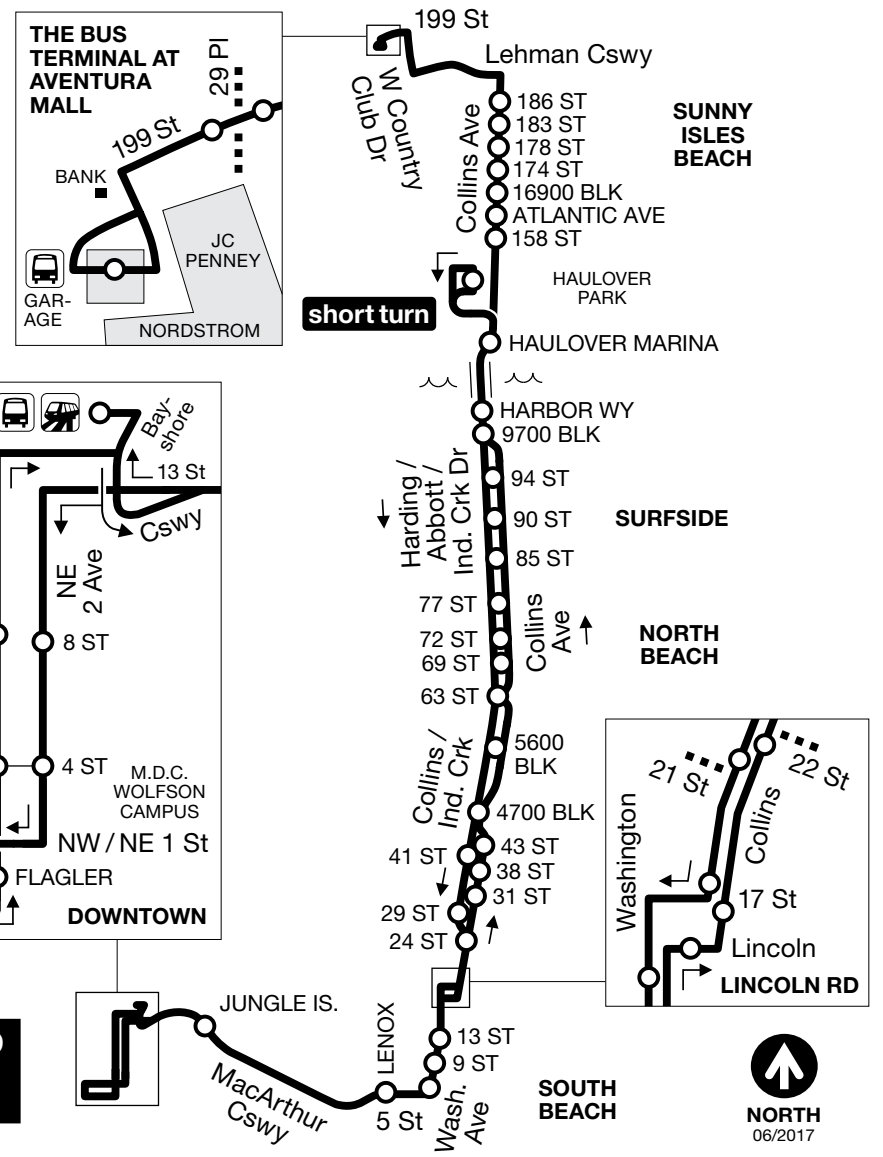 THE BUS
TERMINAL AT
AVENTURA
MALL
29 Pl
199 St
BANK
JC
PENNEY
GAR-
AGE
NORDSTROM
199 St
Lehman Cswy
W Country
Club Dr
Collins Ave
186 ST
183 ST
178 ST
174 ST
16900 BLK
ATLANTIC AVE
158 ST
SUNNY
ISLES
BEACH
HAULOVER
PARK
short turn
HAULOVER MARINA
HARBOR WY
9700 BLK
Harding /
Abbott /
Ind. Crk Dr
94 ST
90 ST
85 ST
SURFSIDE
77 ST
72 ST
69 ST
63 ST
Collins
Ave
NORTH
BEACH
Bay-
shore
13 St
Cswy
NE
2 Ave
8 ST
4 ST
M.D.C.
WOLFSON
CAMPUS
NW / NE 1 St
FLAGLER
DOWNTOWN
Collins /
Ind. Crk
5600
BLK
4700 BLK
41 ST
43 ST
38 ST
31 ST
29 ST
24 ST
21 St
22 St
Washington
Collins
17 St
Lincoln
LINCOLN RD
JUNGLE IS.
MacArthur
Cswy
LENOX
5 St
13 ST
9 ST
Wash.
Ave
SOUTH
BEACH
NORTH
06/2017